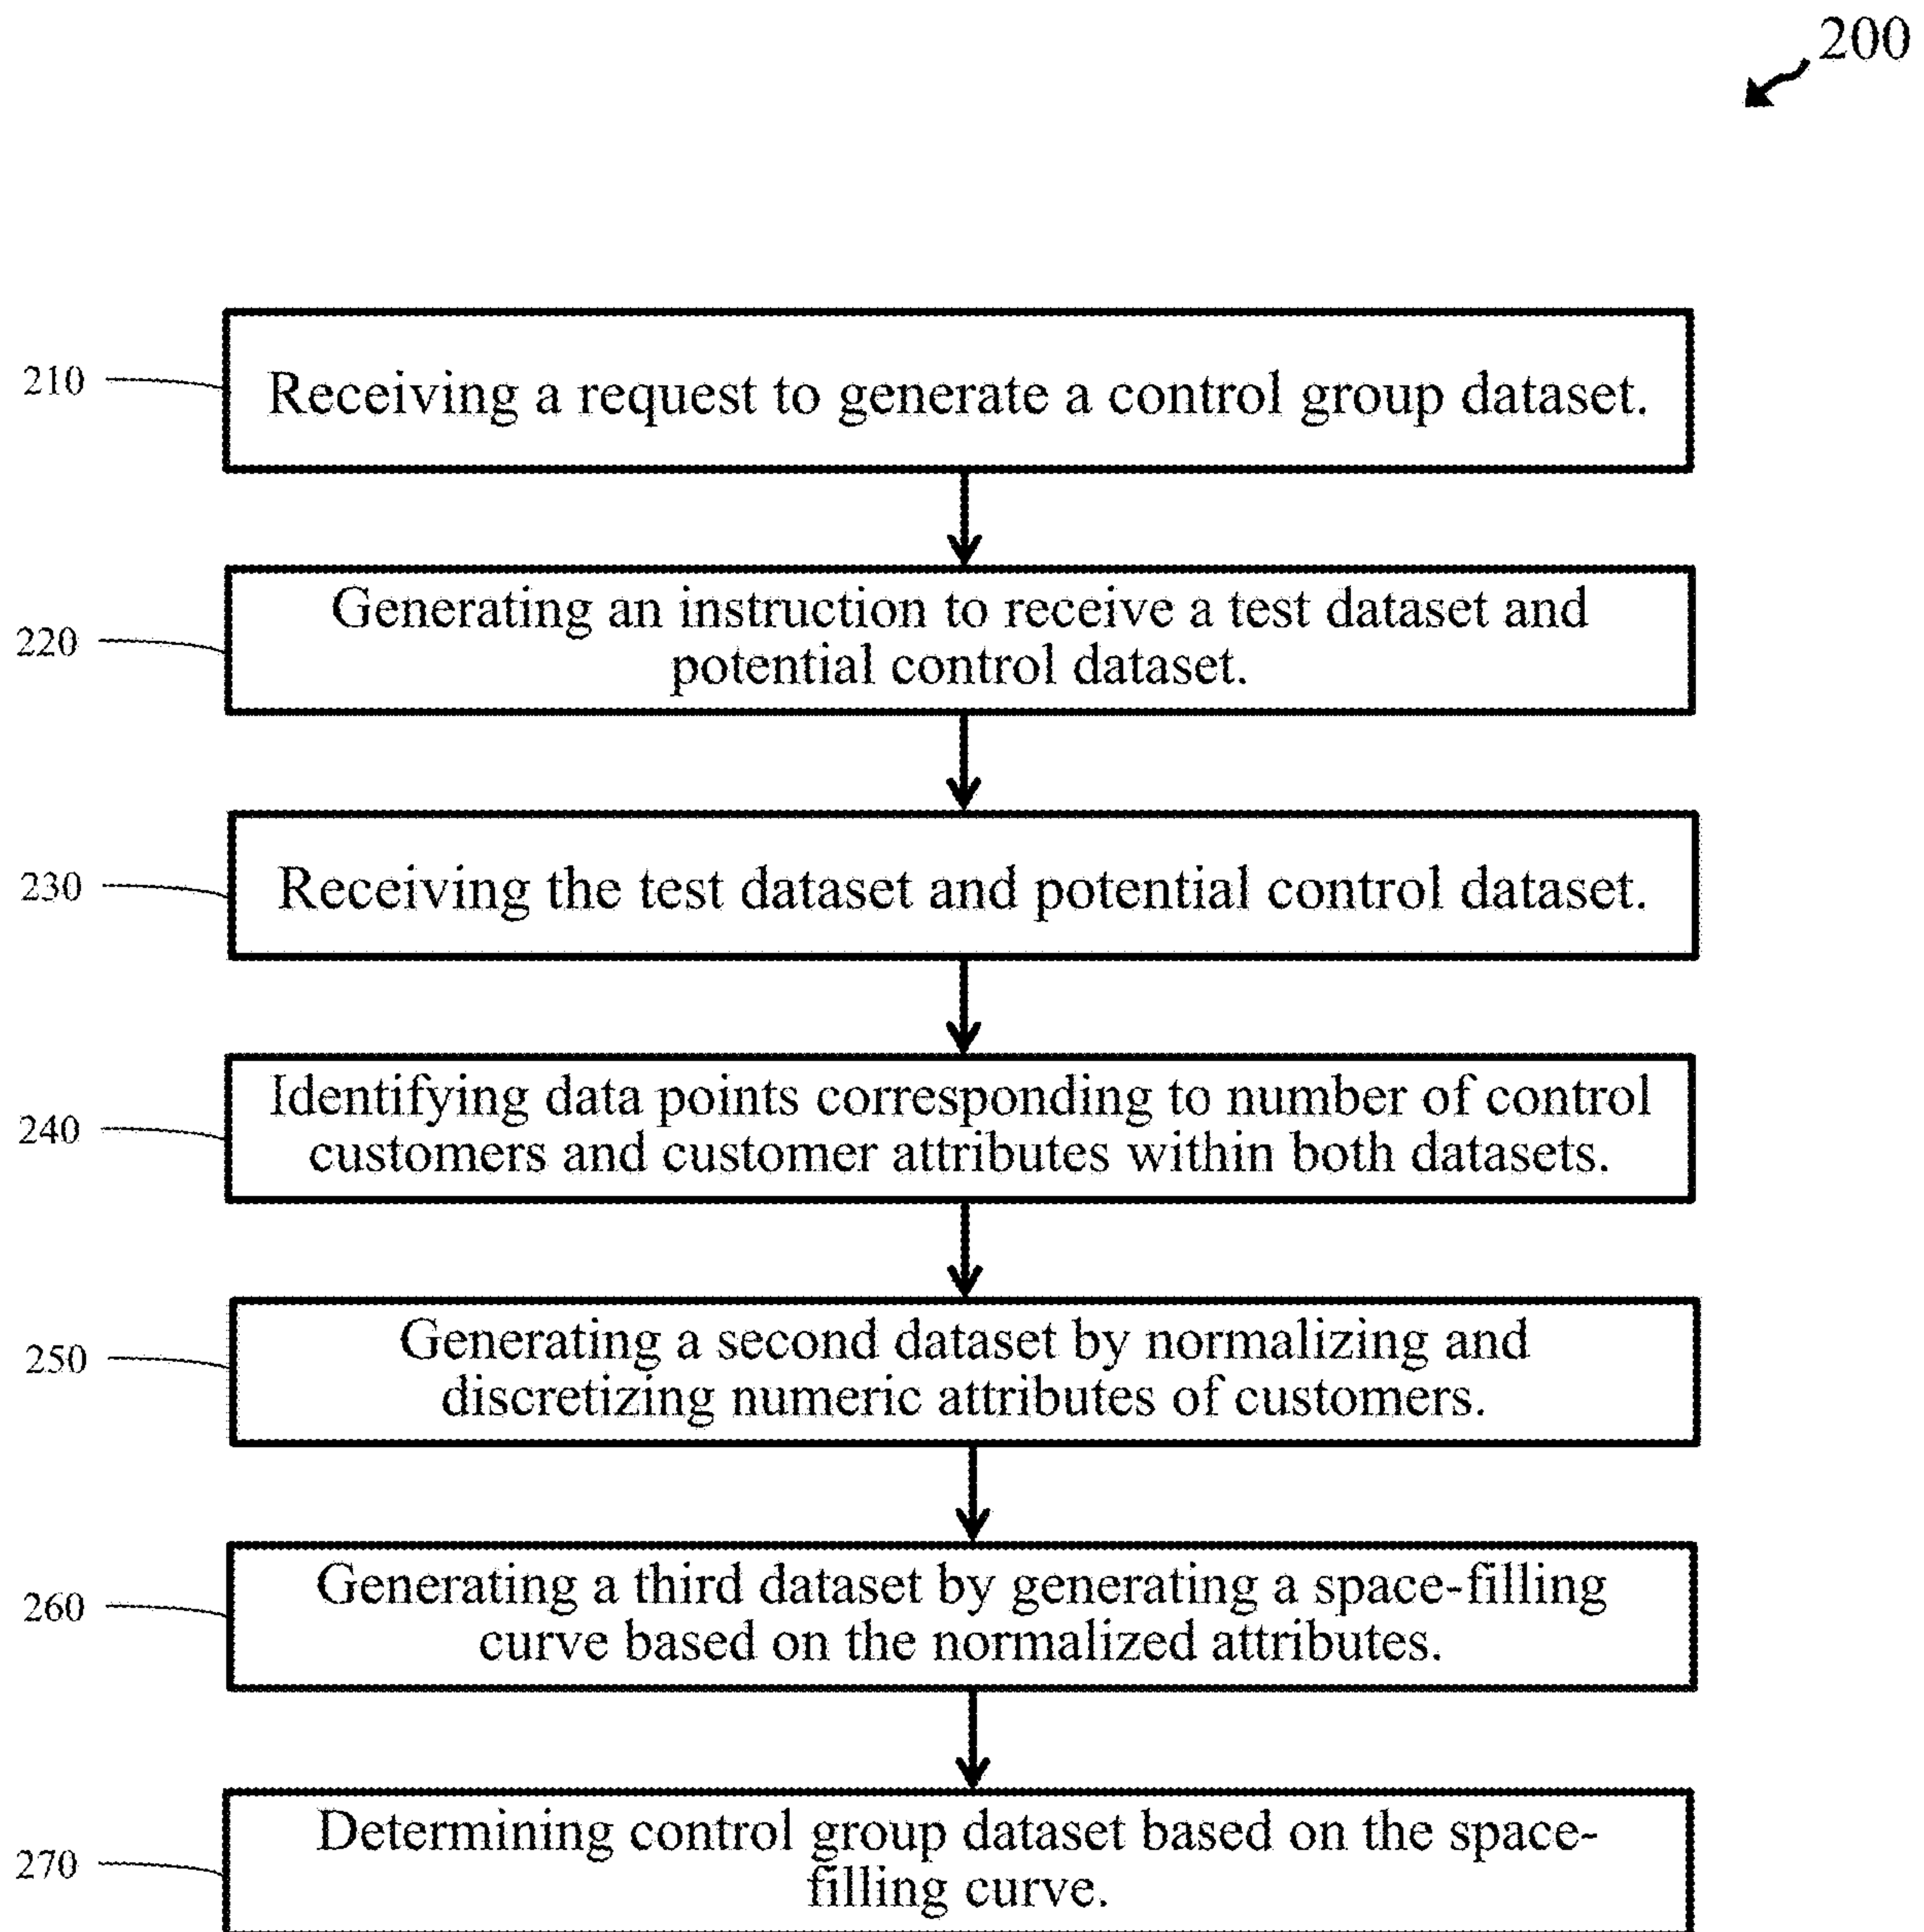 200
210
Receiving a request to generate a control group dataset.
220
Generating an instruction to receive a test dataset and
potential control dataset.
230
Receiving the test dataset and potential control dataset.
240
Identifying data points corresponding to number of control
customers and customer attributes within both datasets.
250
Generating a second dataset by normalizing and
discretizing numeric attributes of customers.
260
Generating a third dataset by generating a space-filling
curve based on the normalized attributes.
270
Determining control group dataset based on the space-
filling curve.